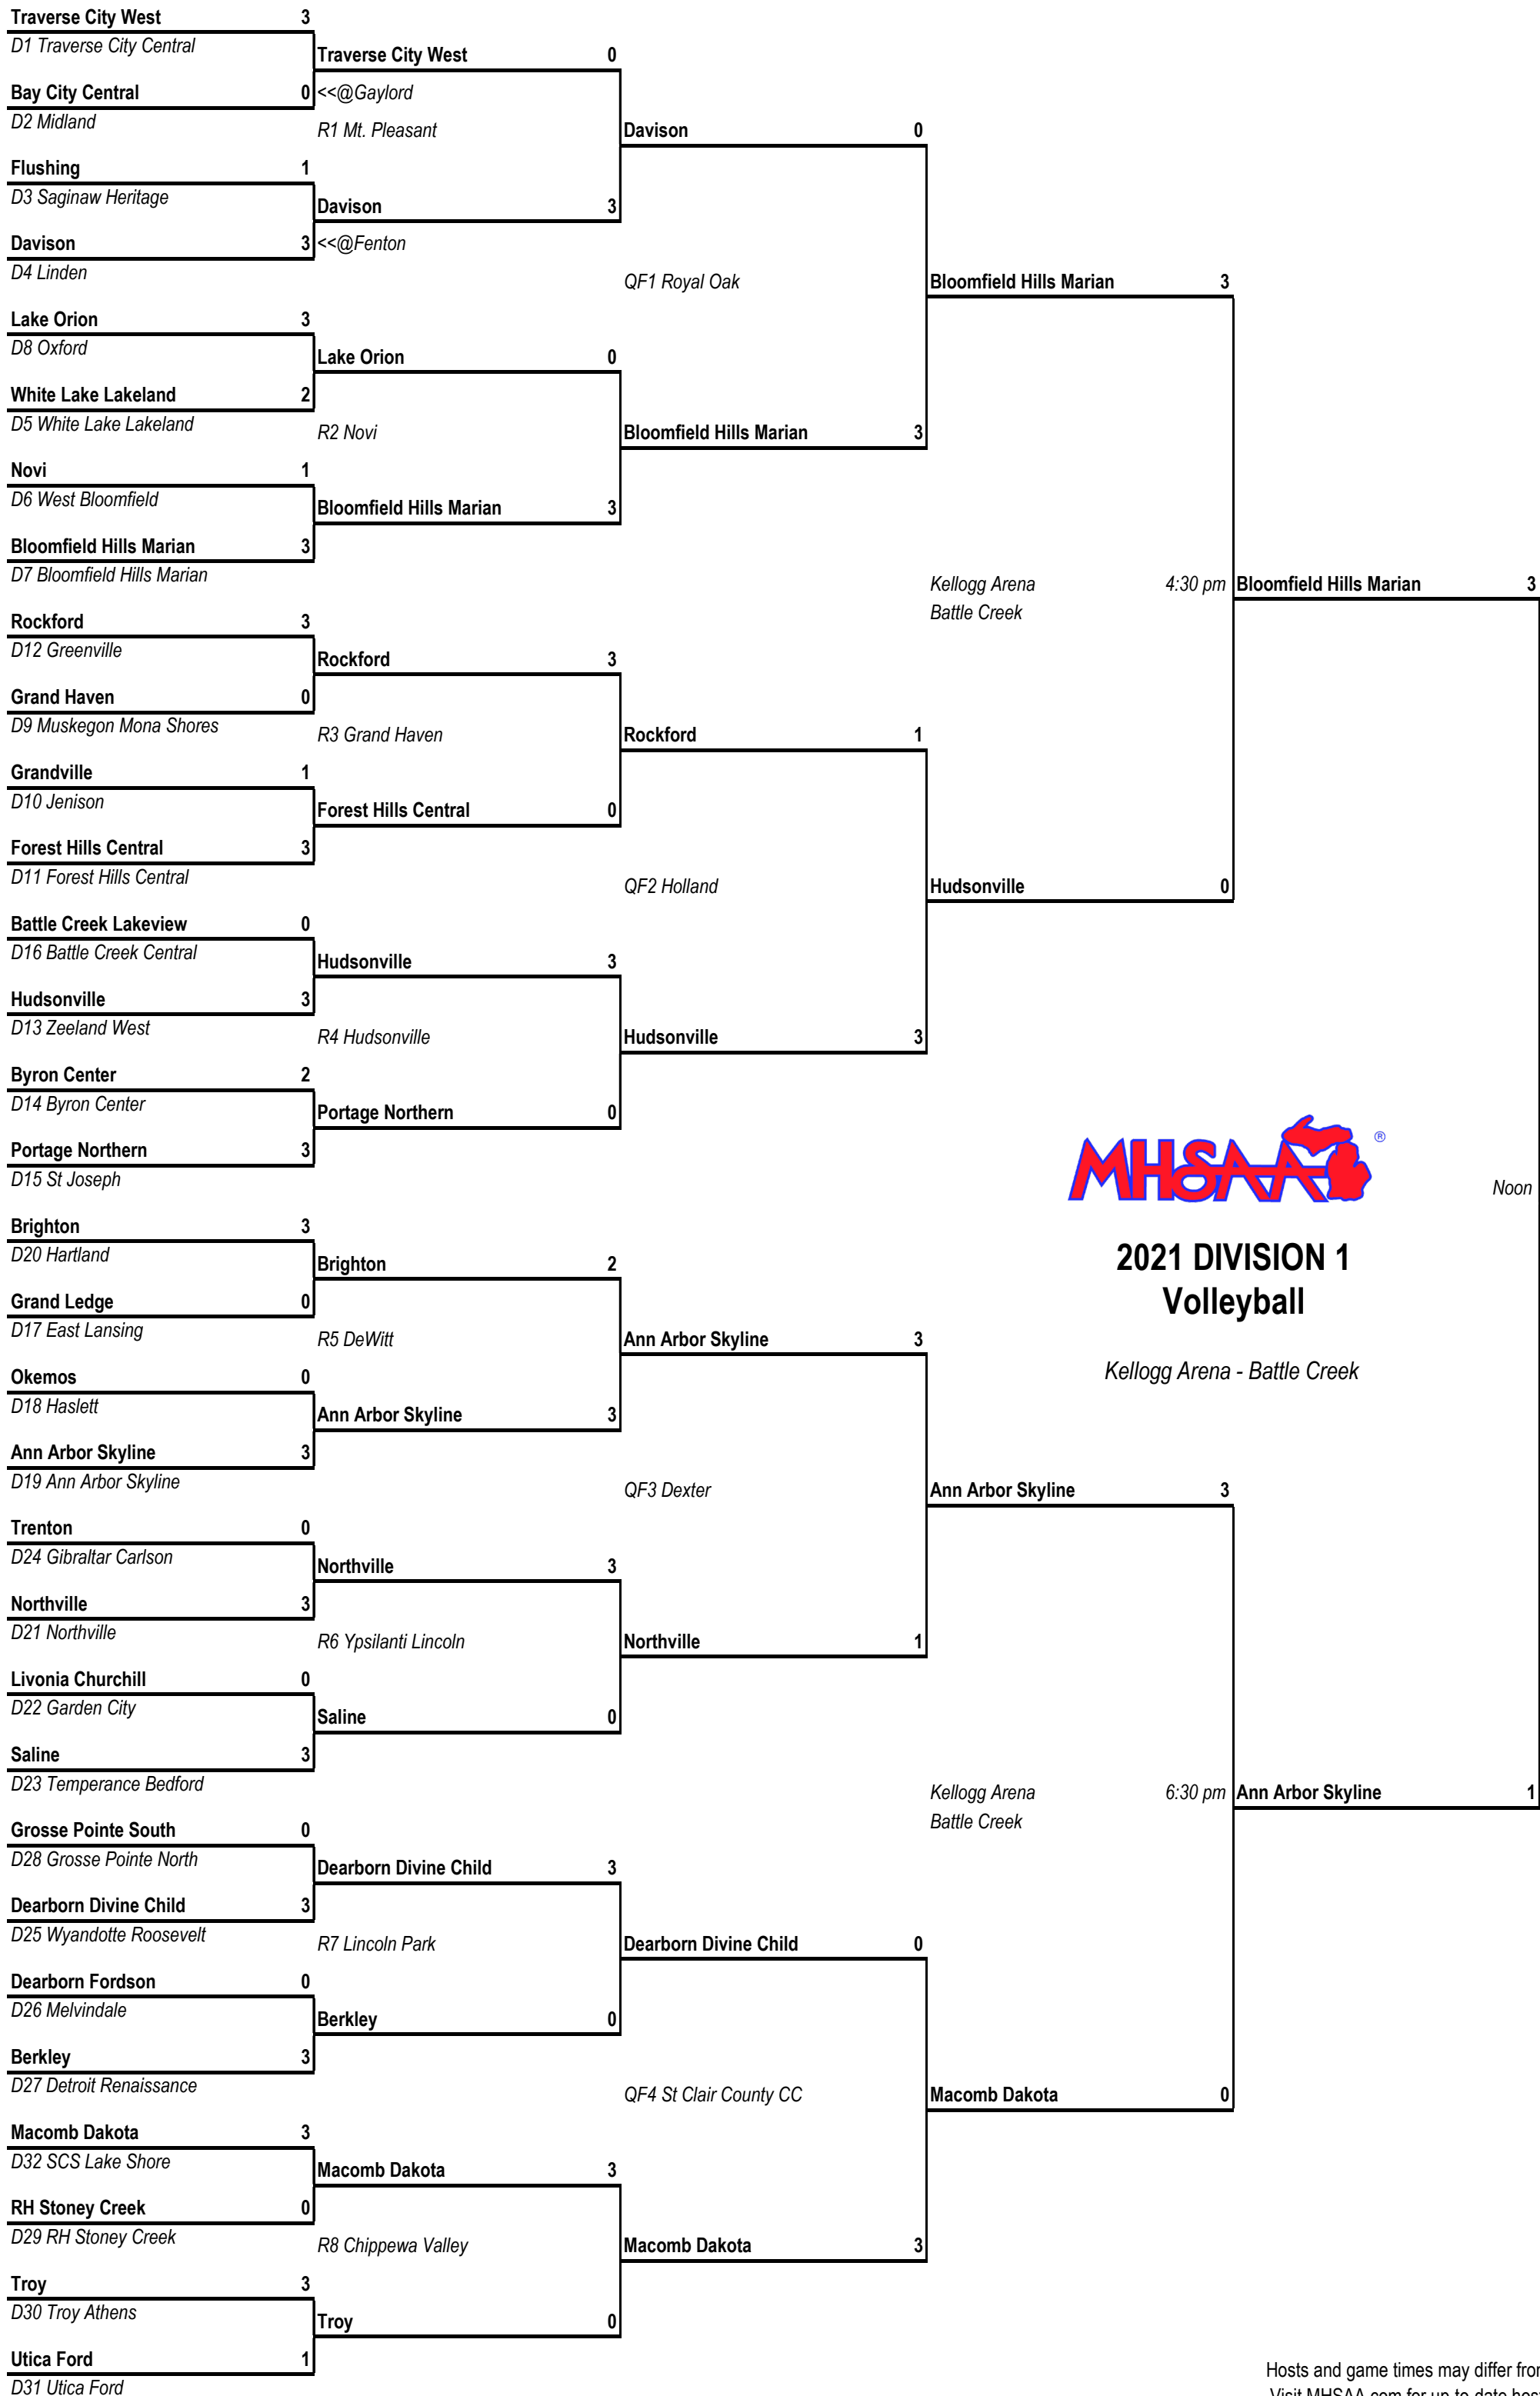 Traverse City West 3
D1 Traverse City Central
Traverse City West 0
Bay City Central 0
<<@Gaylord
D2 Midland
R1 Mt. Pleasant
Davison 0
Flushing 1
D3 Saginaw Heritage
Davison 3
Davison 3
<<@Fenton
D4 Linden
QF1 Royal Oak
Bloomfield Hills Marian 3
Lake Orion 3
D8 Oxford
Lake Orion 0
White Lake Lakeland 2
D5 White Lake Lakeland
R2 Novi
Bloomfield Hills Marian 3
Novi 1
D6 West Bloomfield
Bloomfield Hills Marian 3
Bloomfield Hills Marian 3
D7 Bloomfield Hills Marian
Kellogg Arena 4:30 pm
Battle Creek
Bloomfield Hills Marian 3
Rockford 3
D12 Greenville
Rockford 3
Grand Haven 0
D9 Muskegon Mona Shores
R3 Grand Haven
Rockford 1
Grandville 1
D10 Jenison
Forest Hills Central 0
Forest Hills Central 3
D11 Forest Hills Central
QF2 Holland
Hudsonville 0
Battle Creek Lakeview 0
D16 Battle Creek Central
Hudsonville 3
Hudsonville 3
D13 Zeeland West
R4 Hudsonville
Hudsonville 3
Byron Center 2
D14 Byron Center
Portage Northern 0
Portage Northern 3
D15 St Joseph
MHSAA ®
Noon
2021 DIVISION 1
Volleyball
Kellogg Arena - Battle Creek
Brighton 3
D20 Hartland
Brighton 2
Grand Ledge 0
D17 East Lansing
R5 DeWitt
Ann Arbor Skyline 3
Okemos 0
D18 Haslett
Ann Arbor Skyline 3
Ann Arbor Skyline 3
D19 Ann Arbor Skyline
QF3 Dexter
Ann Arbor Skyline 3
Trenton 0
D24 Gibraltar Carlson
Northville 3
Northville 3
D21 Northville
R6 Ypsilanti Lincoln
Northville 1
Livonia Churchill 0
D22 Garden City
Saline 0
Saline 3
D23 Temperance Bedford
Kellogg Arena 6:30 pm
Battle Creek
Ann Arbor Skyline 1
Grosse Pointe South 0
D28 Grosse Pointe North
Dearborn Divine Child 3
Dearborn Divine Child 3
D25 Wyandotte Roosevelt
R7 Lincoln Park
Dearborn Divine Child 0
Dearborn Fordson 0
D26 Melvindale
Berkley 0
Berkley 3
D27 Detroit Renaissance
QF4 St Clair County CC
Macomb Dakota 0
Macomb Dakota 3
D32 SCS Lake Shore
Macomb Dakota 3
RH Stoney Creek 0
D29 RH Stoney Creek
R8 Chippewa Valley
Macomb Dakota 3
Troy 3
D30 Troy Athens
Troy 0
Utica Ford 1
D31 Utica Ford
Hosts and game times may differ from
Visit MHSAA.com for up to date host